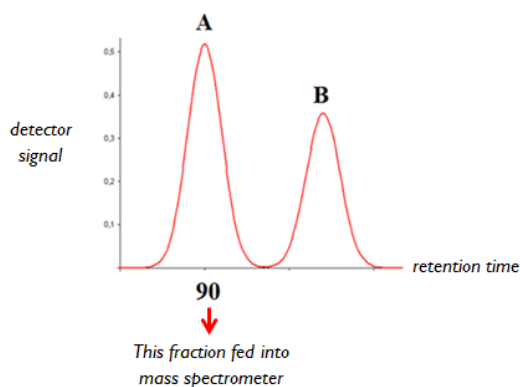 A
B
0,5
0,4
0,3
0,2
0,1
detector
signal
retention time
90
This fraction fed into
mass spectrometer